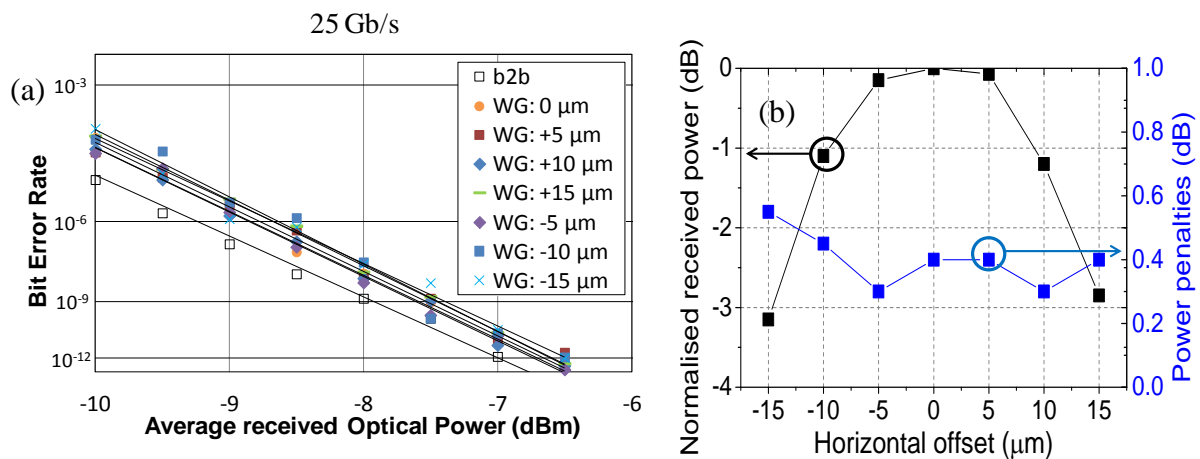 25 Gb/s
(a)
Bit Error Rate
10-3
10-6
10-9
10-12
-10
-9
-8
-7
-6
Average received Optical Power (dBm)
b2b
WG: 0 μm
WG: +5 μm
WG: +10 μm
WG: +15 μm
WG: -5 μm
WG: -10 μm
WG: -15 μm
(b)
Normalised received power (dB)
0
-1
-2
-3
-4
-15
-10
-5
0
5
10
15
Horizontal offset (μm)
1.0
0.8
0.6
0.4
0.2
0.0
Power penalties (dB)